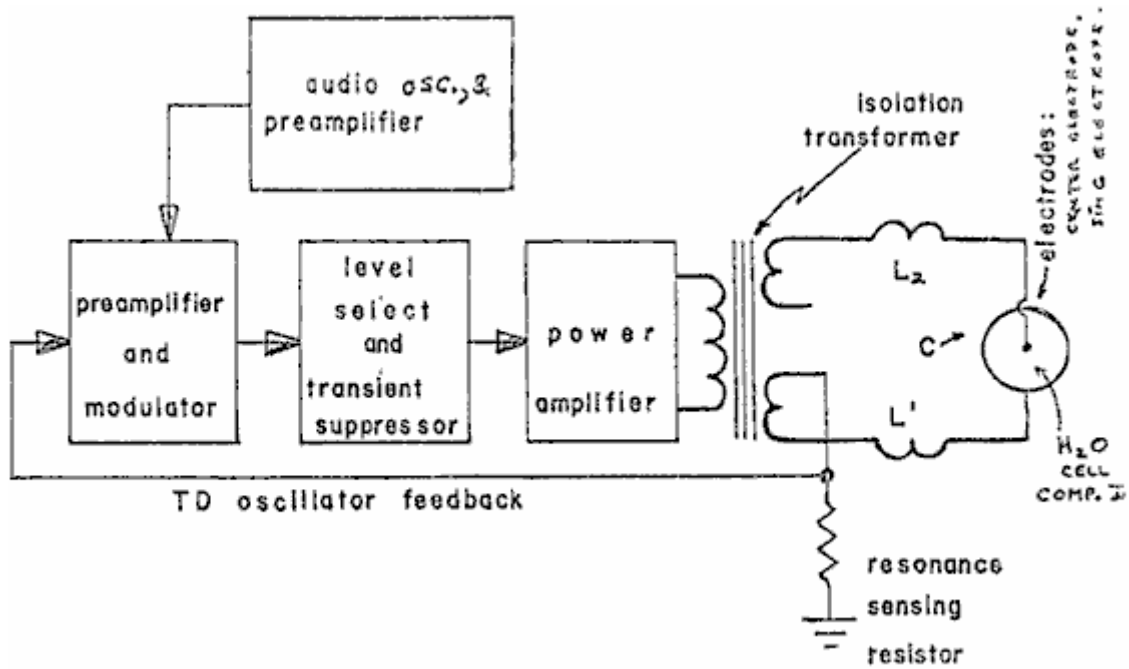 audio osc., &
preamplifier
isolation
transformer
electrodes:
CENTER ELECTRODE,
RING ELECTRODE.
preamplifier
and
modulator
level
select
and
transient
suppressor
power
amplifier
L2
C
L'
H2O
CELL
COMP. II
TD oscillator feedback
resonance
sensing
resistor